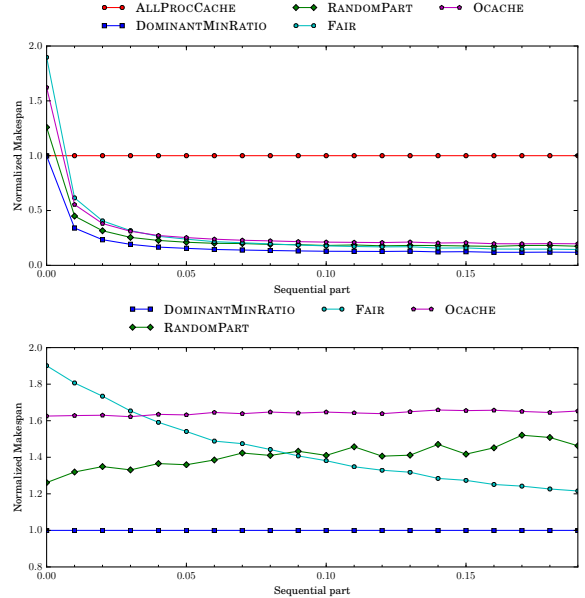 ALLPROCCACHE RANDOMPART OCACHE
DOMINANTMINRATIO FAIR
2.0
1.5
1.0
0.5
0.0
Normalized Makespan
0.00 0.05 0.10 0.15
Sequential part
DOMINANTMINRATIO FAIR OCACHE
RANDOMPART
2.0
1.8
1.6
1.4
1.2
1.0
0.8
Normalized Makespan
0.00 0.05 0.10 0.15
Sequential part